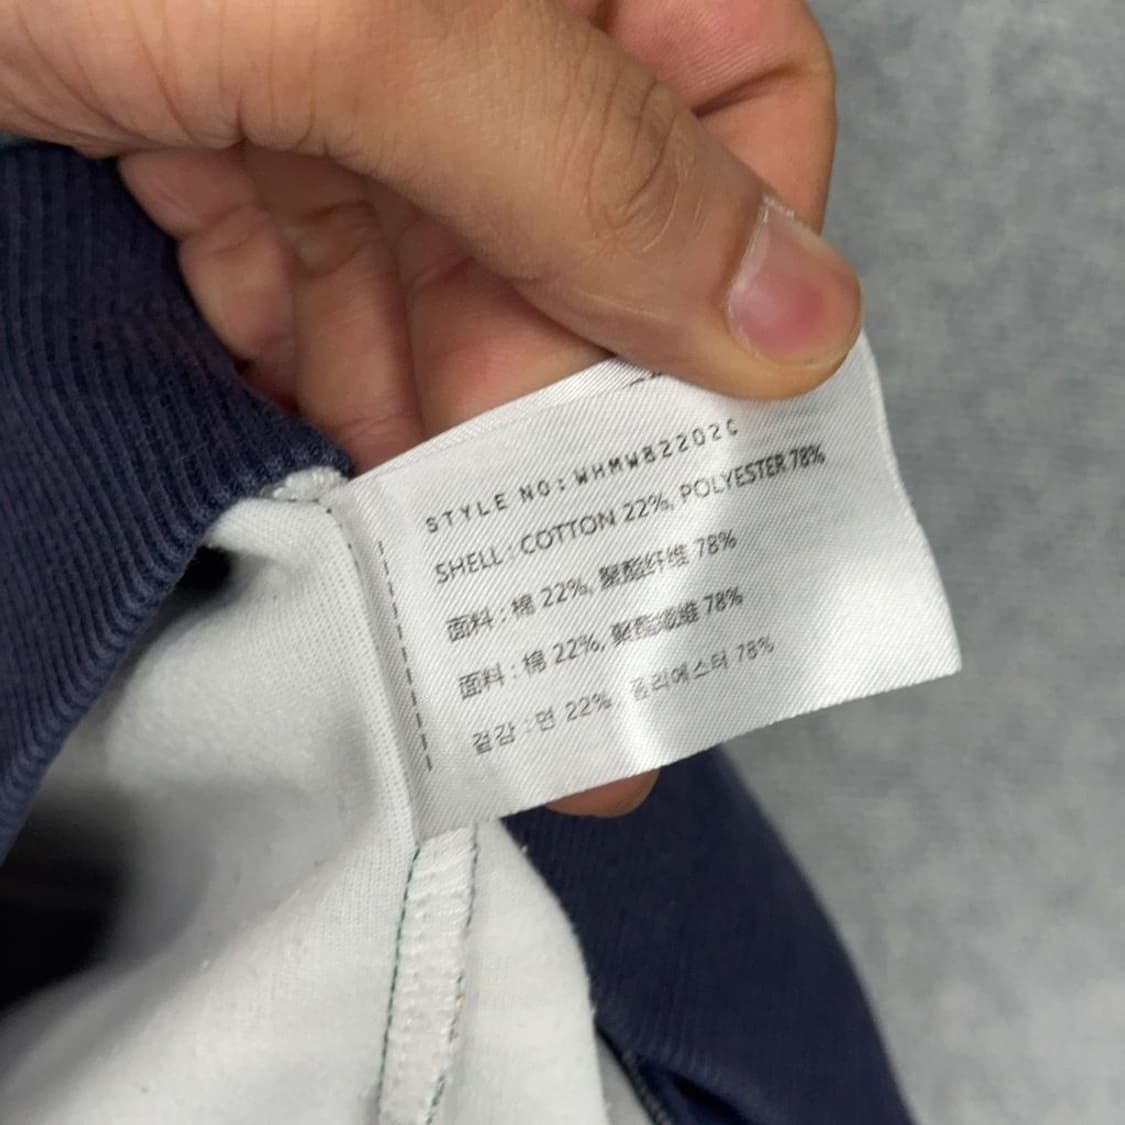 STYLE NO: WHMW82202C
SHELL : COTTON 22%, POLYESTER 78%
面料 : 棉 22%, 聚酯纤维 78%
面料 : 棉 22%, 聚酯纖維 78%
겉감 : 면 22% , 폴리에스터 78%